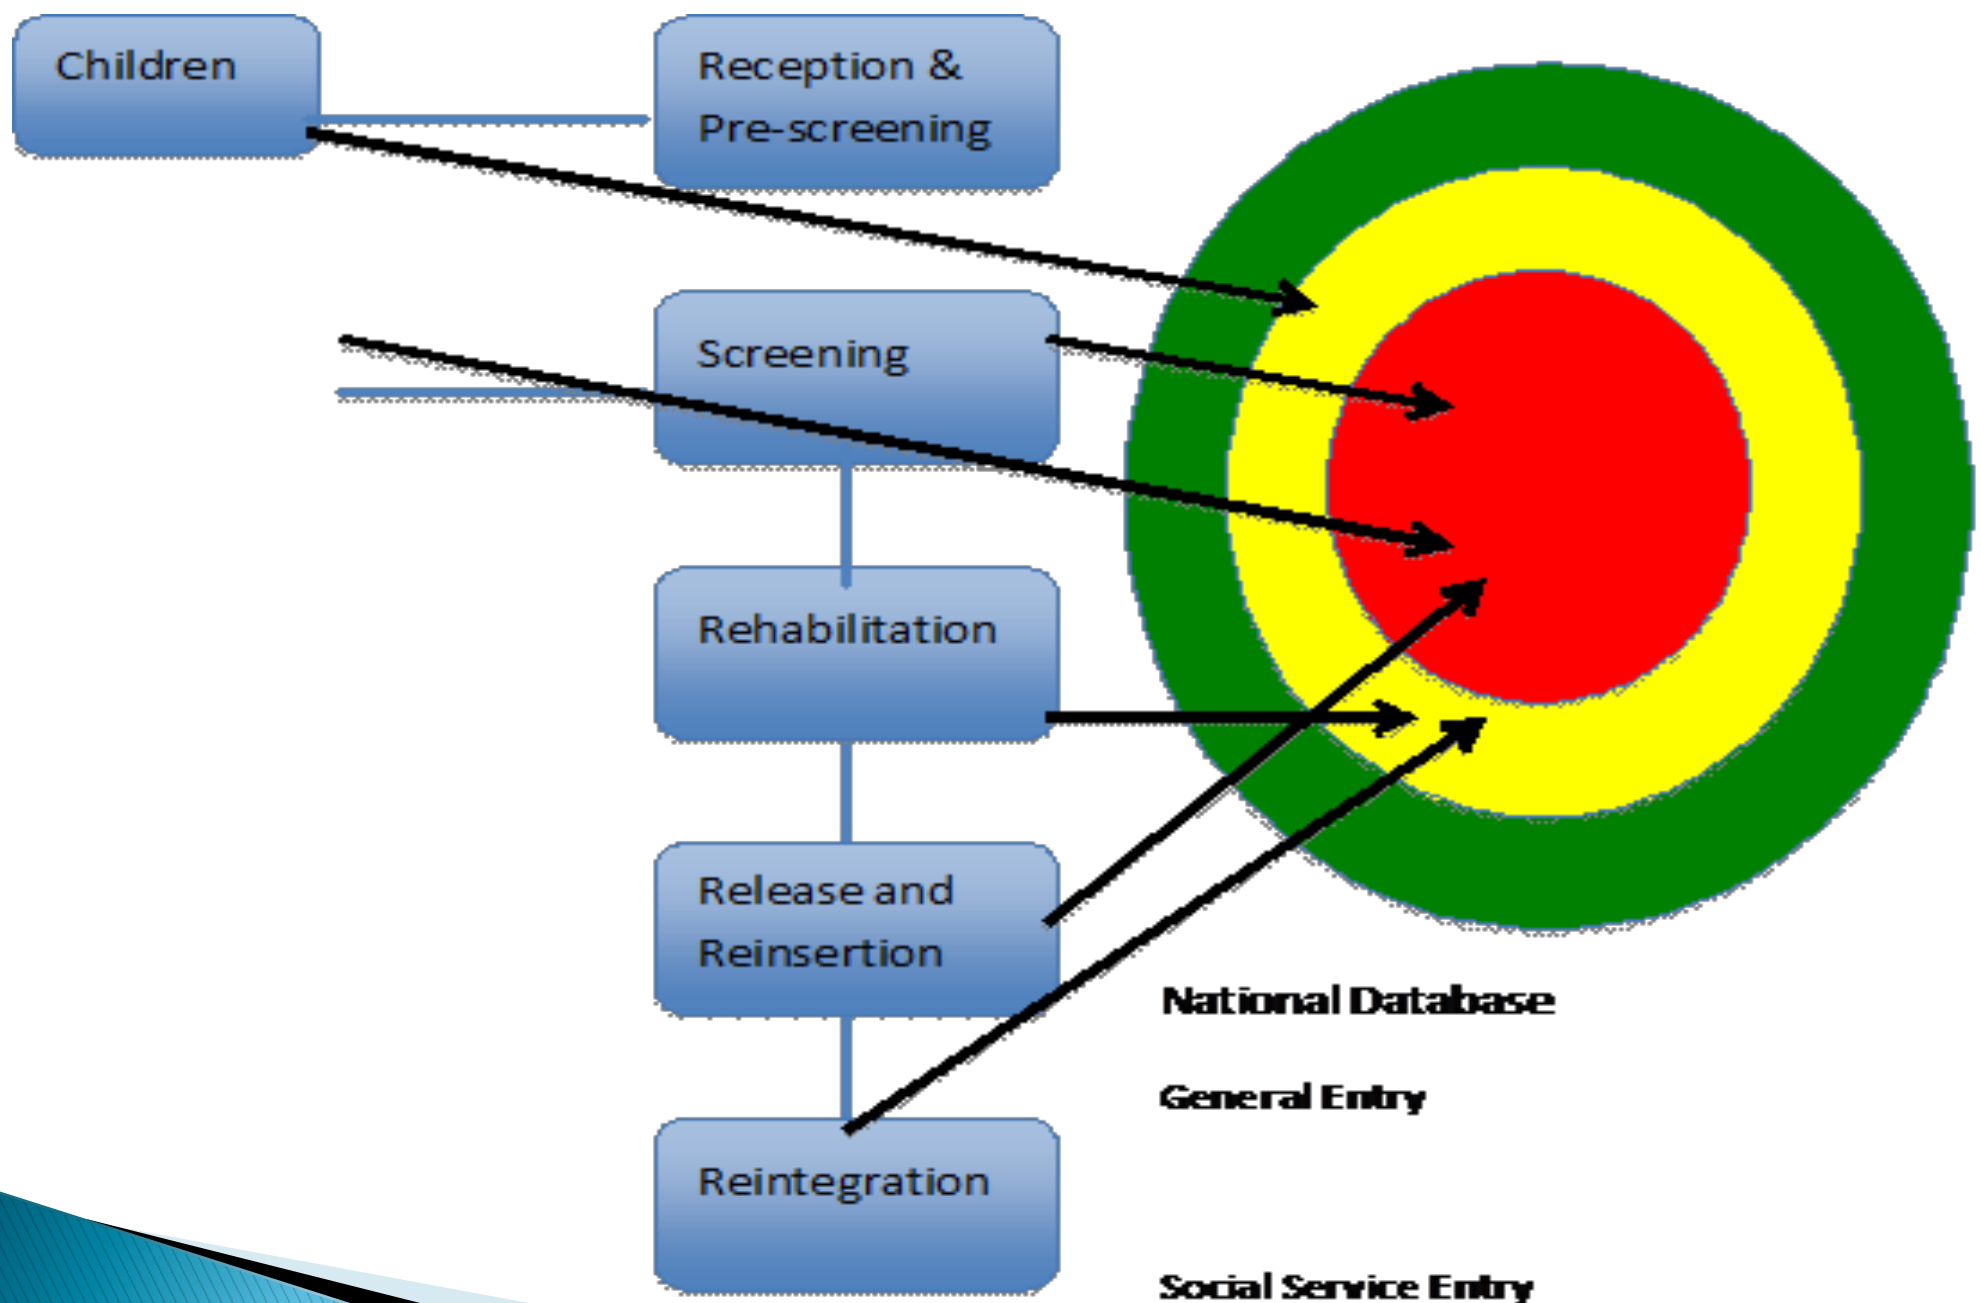 Children
Reception &
Pre-screening
Screening
Rehabilitation
Release and
Reinsertion
Reintegration
National Database
General Entry
Social Service Entry